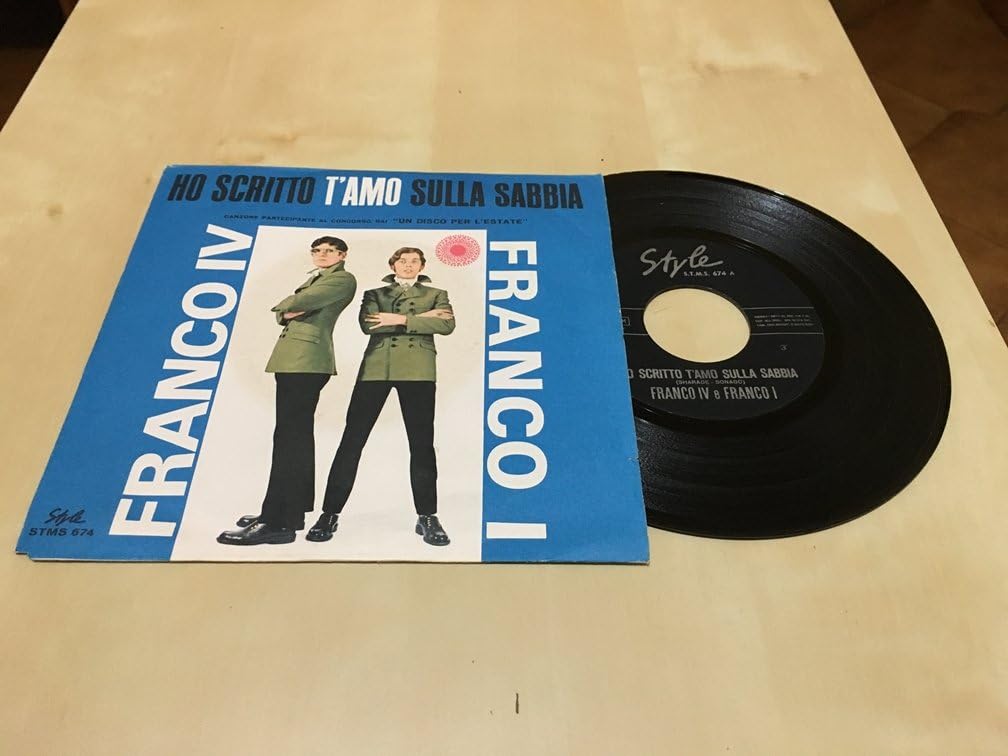 HO SCRITTO T'AMO SULLA SABBIA
CANZONE PARTECIPANTE AL CONCORSO RAI "UN DISCO PER L'ESTATE"
FRANCO IV
FRANCO I
Style
STMS 674
Style
S.T.M.S. 674 A
3'
O SCRITTO T'AMO SULLA SABBIA
(SHARADE - SONAGO)
FRANCO IV e FRANCO I